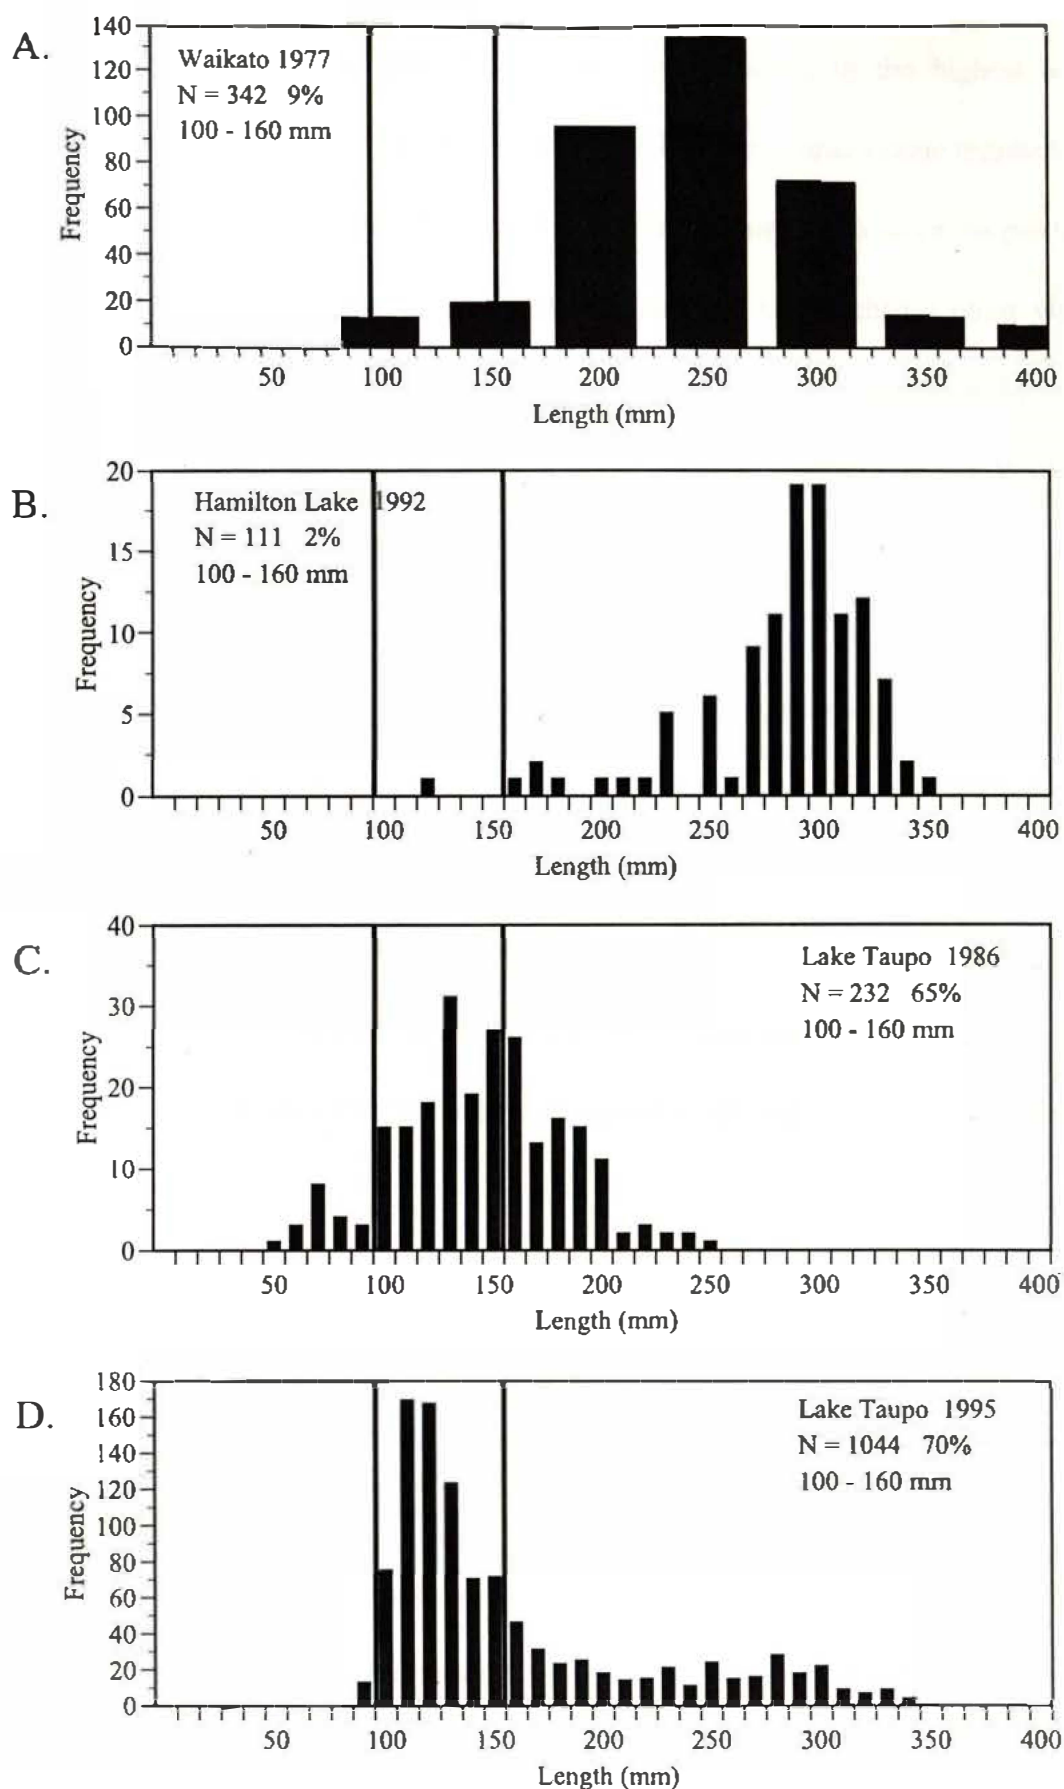 A.
140
120
100
80
60
40
20
0
Frequency
Waikato 1977
N = 342 9%
100 - 160 mm
50 100 150 200 250 300 350 400
Length (mm)
B.
20
15
10
5
0
Frequency
Hamilton Lake 1992
N = 111 2%
100 - 160 mm
50 100 150 200 250 300 350 400
Length (mm)
C.
40
30
20
10
0
Frequency
Lake Taupo 1986
N = 232 65%
100 - 160 mm
50 100 150 200 250 300 350 400
Length (mm)
D.
180
160
140
120
100
80
60
40
20
0
Frequency
Lake Taupo 1995
N = 1044 70%
100 - 160 mm
50 100 150 200 250 300 350 400
Length (mm)